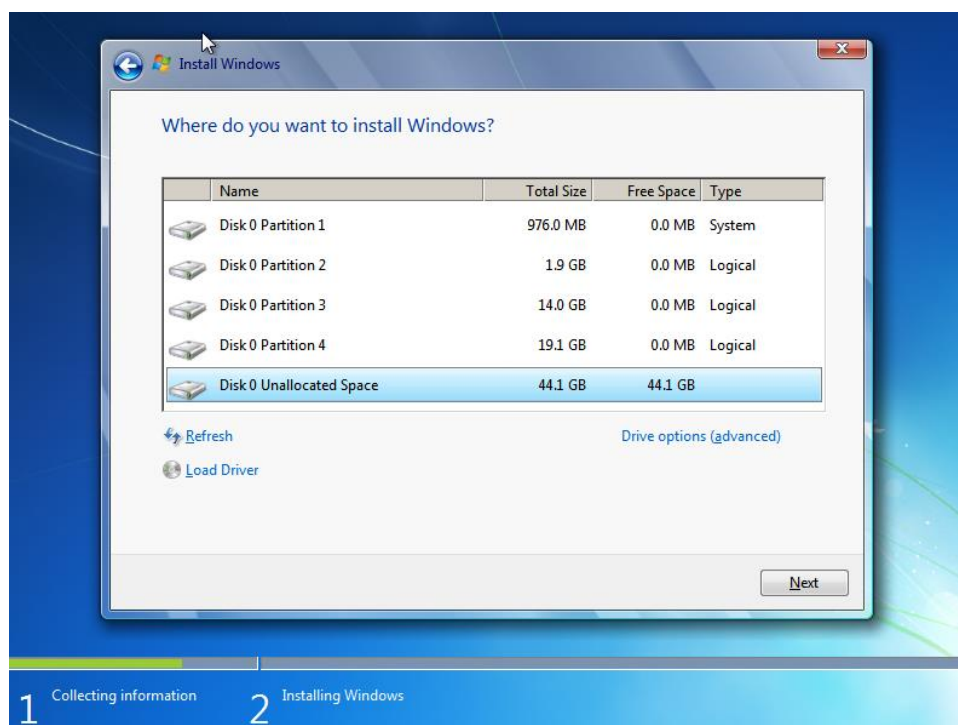 Install Windows
Where do you want to install Windows?
Name Total Size Free Space Type
Disk 0 Partition 1 976.0 MB 0.0 MB System
Disk 0 Partition 2 1.9 GB 0.0 MB Logical
Disk 0 Partition 3 14.0 GB 0.0 MB Logical
Disk 0 Partition 4 19.1 GB 0.0 MB Logical
Disk 0 Unallocated Space 44.1 GB 44.1 GB
Refresh Drive options (advanced)
Load Driver
Next
1 Collecting information 2 Installing Windows